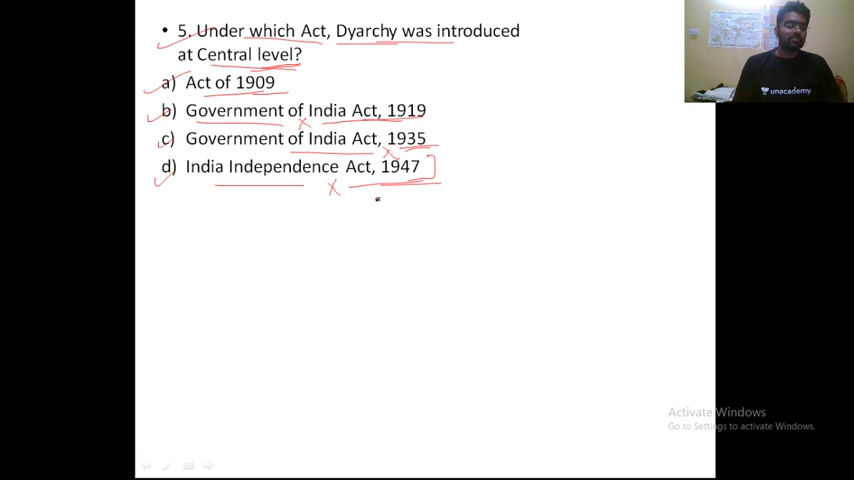 • 5. Under which Act, Dyarchy was introduced
at Central level?
a) Act of 1909
b) Government of India Act, 1919
c) Government of India Act, 1935
d) India Independence Act, 1947
unacademy
Activate Windows
Go to Settings to activate Windows.